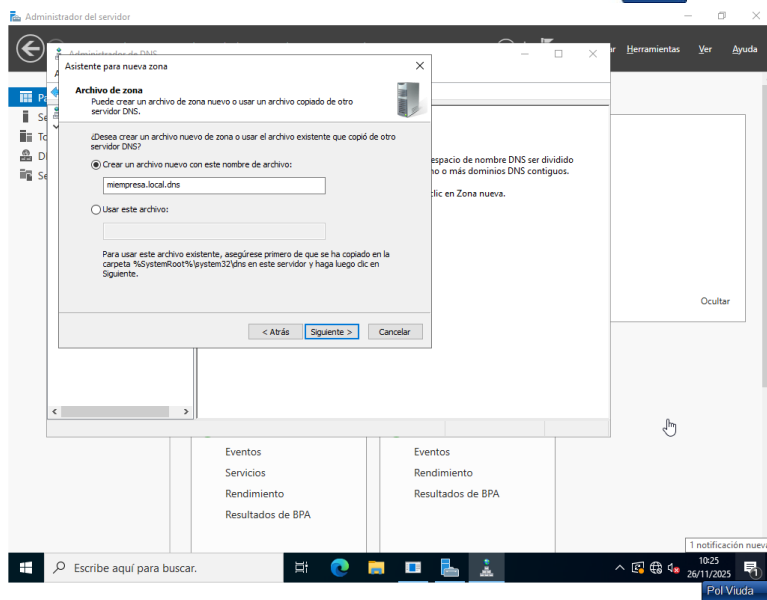 Administrador del servidor
Herramientas
Ver
Ayuda
Administrador de DNS
Asistente para nueva zona
Archivo de zona
Puede crear un archivo de zona nuevo o usar un archivo copiado de otro
servidor DNS.
¿Desea crear un archivo nuevo de zona o usar el archivo existente que copió de otro
servidor DNS?
Crear un archivo nuevo con este nombre de archivo:
miempresa.local.dns
Usar este archivo:
Para usar este archivo existente, asegúrese primero de que se ha copiado en la
carpeta %SystemRoot%\system32\dns en este servidor y haga luego clic en
Siguiente.
< Atrás
Siguiente >
Cancelar
espacio de nombre DNS ser dividido
o más dominios DNS contiguos.
clic en Zona nueva.
Ocultar
Eventos
Servicios
Rendimiento
Resultados de BPA
Eventos
Rendimiento
Resultados de BPA
1 notificación nueva
Escribe aquí para buscar.
10:25
26/11/2025
1
Pol Viuda